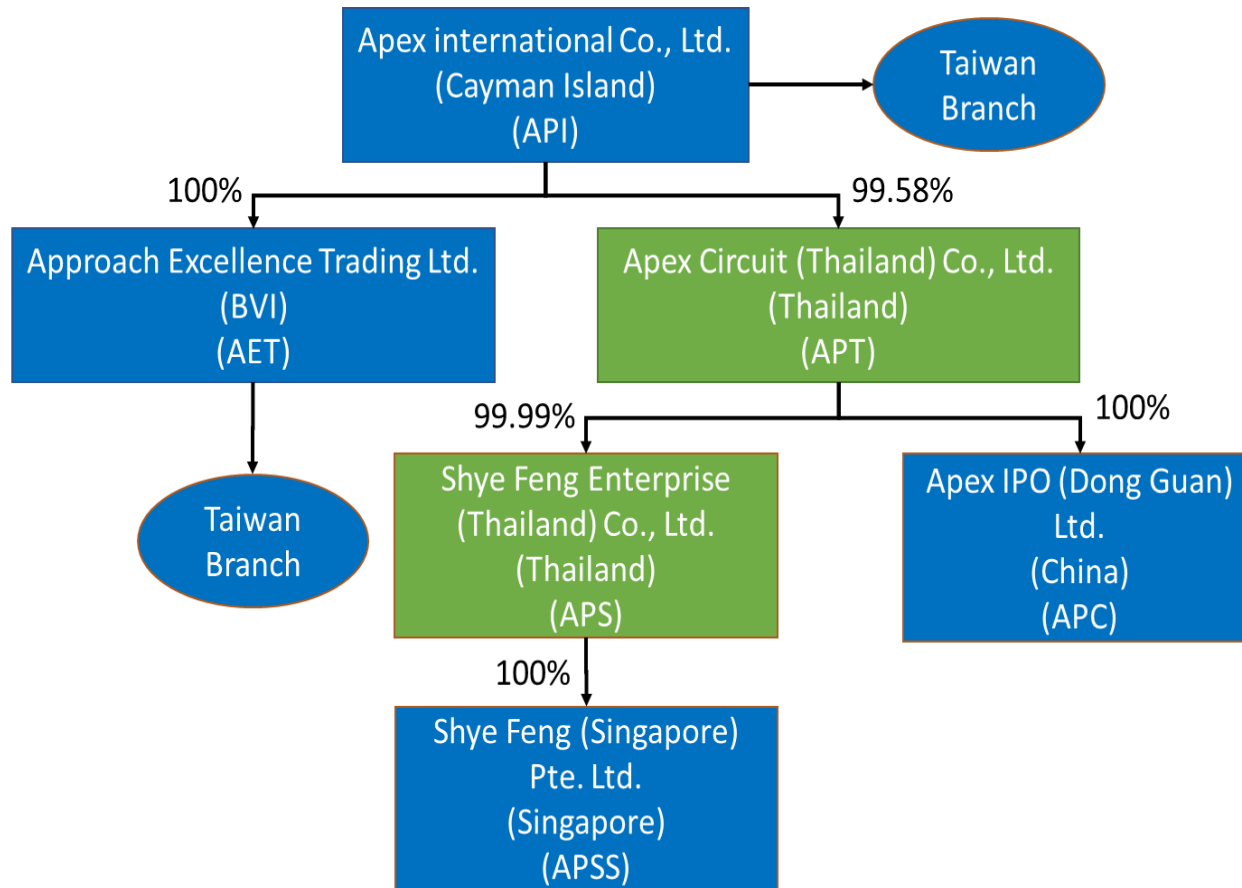 Apex international Co., Ltd.
(Cayman Island)
(API)
Taiwan
Branch
100%
99.58%
Approach Excellence Trading Ltd.
(BVI)
(AET)
Apex Circuit (Thailand) Co., Ltd.
(Thailand)
(APT)
99.99%
100%
Taiwan
Branch
Shye Feng Enterprise
(Thailand) Co., Ltd.
(Thailand)
(APS)
Apex IPO (Dong Guan)
Ltd.
(China)
(APC)
100%
Shye Feng (Singapore)
Pte. Ltd.
(Singapore)
(APSS)